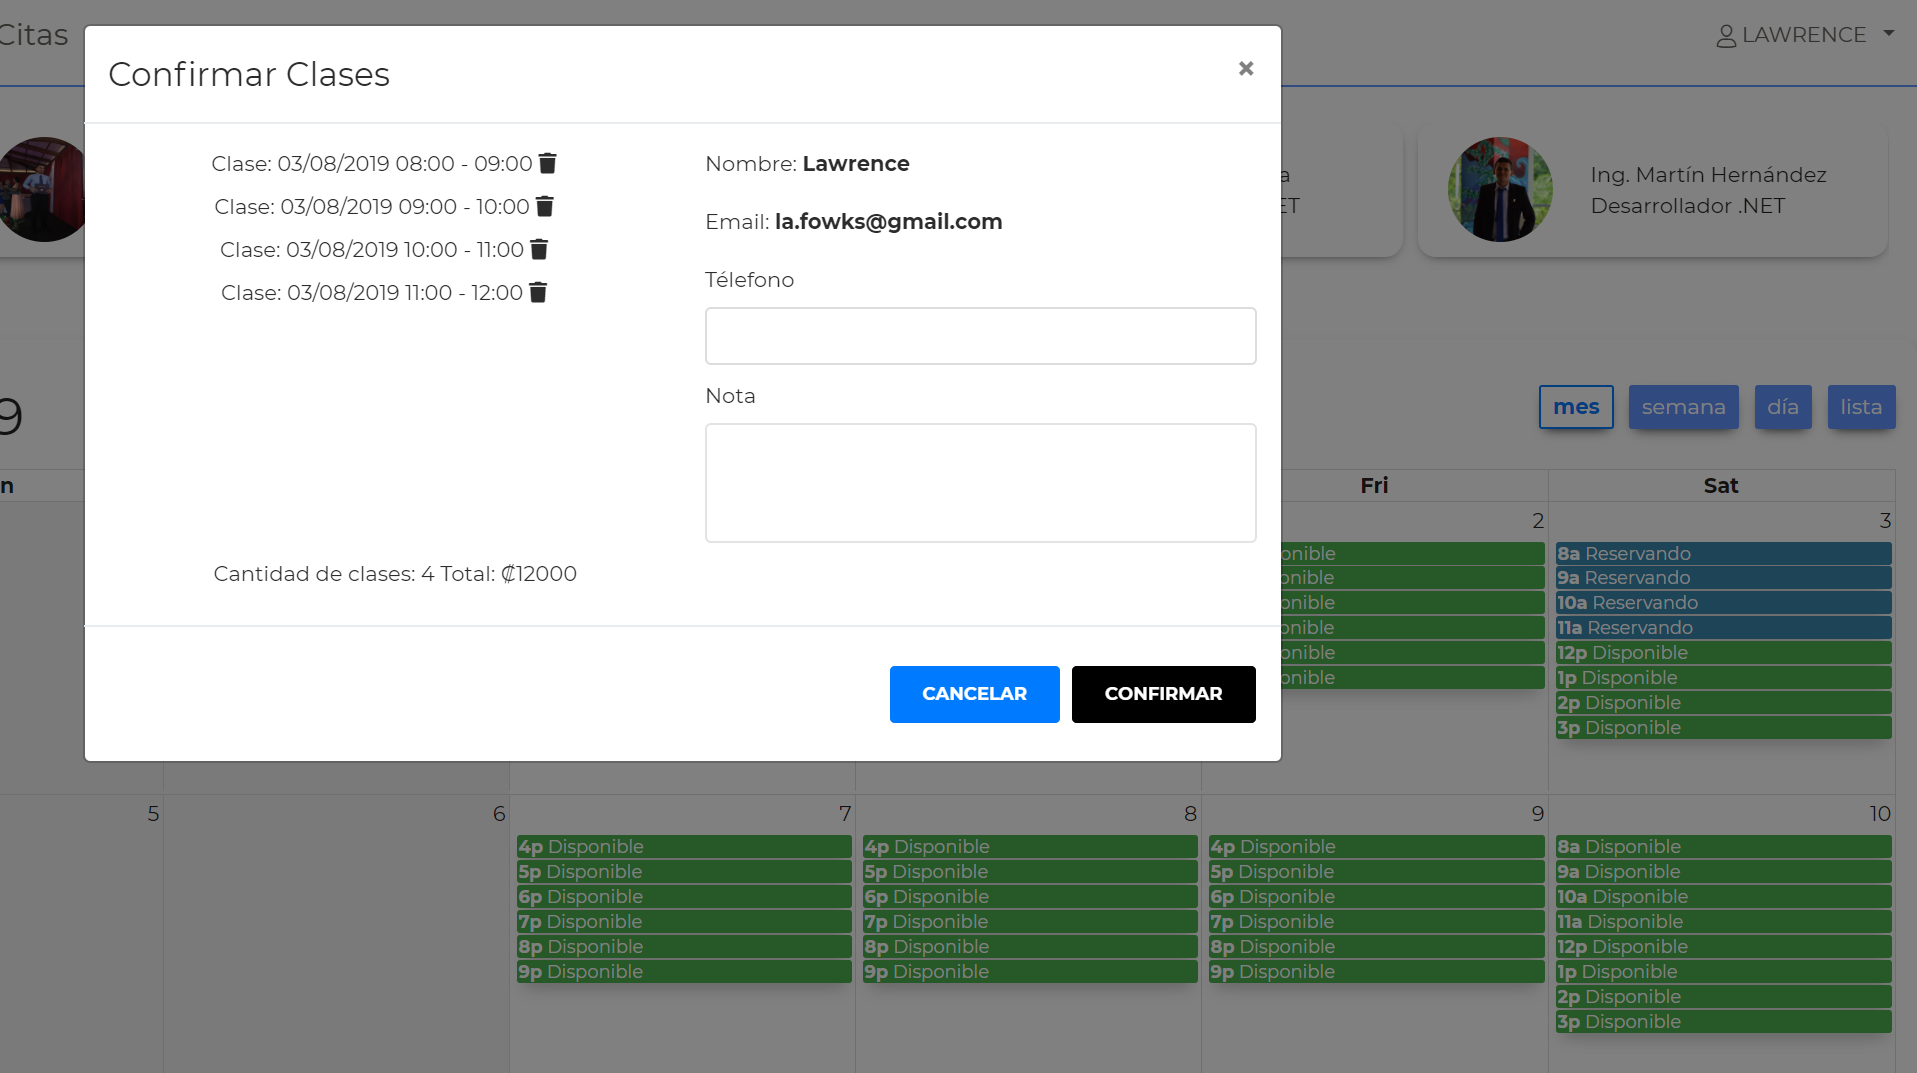 Citas
LAWRENCE
Confirmar Clases
×
Clase: 03/08/2019 08:00 - 09:00
Clase: 03/08/2019 09:00 - 10:00
Clase: 03/08/2019 10:00 - 11:00
Clase: 03/08/2019 11:00 - 12:00
Cantidad de clases: 4 Total: ₡12000
Nombre: Lawrence
Email: la.fowks@gmail.com
Télefono
Nota
CANCELAR
CONFIRMAR
a
ET
Ing. Martín Hernández
Desarrollador .NET
9
mes
semana
día
lista
n
Fri
Sat
2
onible
onible
onible
onible
onible
onible
3
8a Reservando
9a Reservando
10a Reservando
11a Reservando
12p Disponible
1p Disponible
2p Disponible
3p Disponible
5
6
7
4p Disponible
5p Disponible
6p Disponible
7p Disponible
8p Disponible
9p Disponible
8
4p Disponible
5p Disponible
6p Disponible
7p Disponible
8p Disponible
9p Disponible
9
4p Disponible
5p Disponible
6p Disponible
7p Disponible
8p Disponible
9p Disponible
10
8a Disponible
9a Disponible
10a Disponible
11a Disponible
12p Disponible
1p Disponible
2p Disponible
3p Disponible